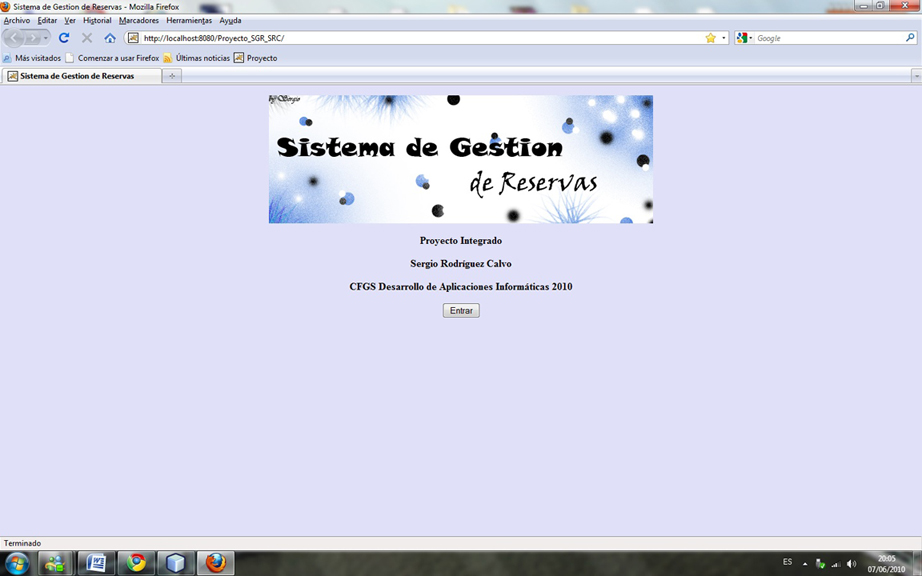 Sistema de Gestion de Reservas - Mozilla Firefox
Archivo Editar Ver Historial Marcadores Herramientas Ayuda
http://localhost:8080/Proyecto_SGR_SRC/
Google
Más visitados Comenzar a usar Firefox Últimas noticias Proyecto
Sistema de Gestion de Reservas
by Sergio
Sistema de Gestion
de Reservas
Proyecto Integrado
Sergio Rodríguez Calvo
CFGS Desarrollo de Aplicaciones Informáticas 2010
Entrar
Terminado
ES
20:05
07/06/2010